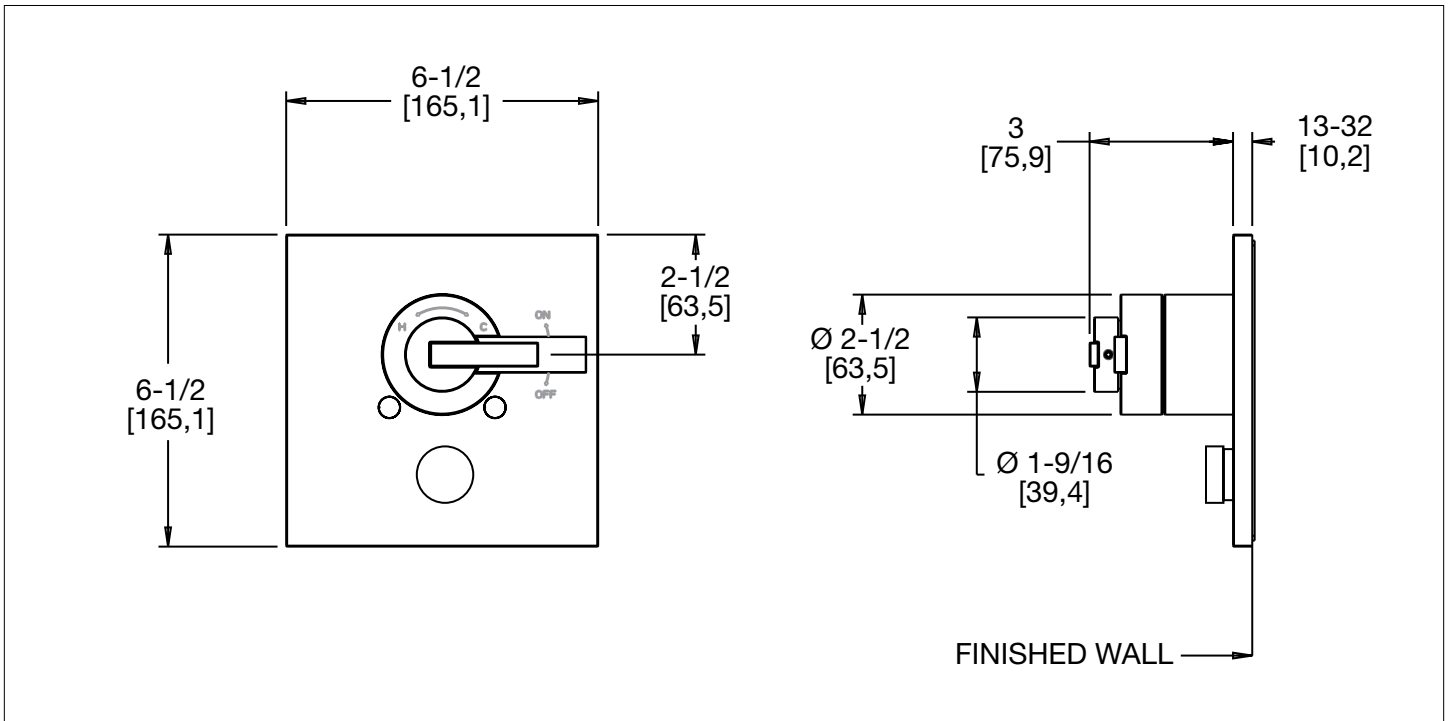 6-1/2
[165,1]
3
[75,9]
13-32
[10,2]
2-1/2
[63,5]
H
C
ON
OFF
6-1/2
[165,1]
Ø 2-1/2
[63,5]
Ø 1-9/16
[39,4]
FINISHED WALL